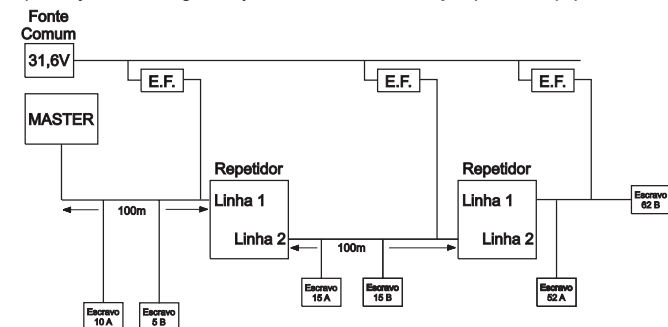 Fonte
Comum
31,6V
E.F.
E.F.
E.F.
MASTER
Repetidor
Repetidor
Linha 1
Linha 1
Escravo
62 B
100m
Linha 2
100m
Linha 2
Escravo
10 A
Escravo
5 B
Escravo
15 A
Escravo
15 B
Escravo
52 A